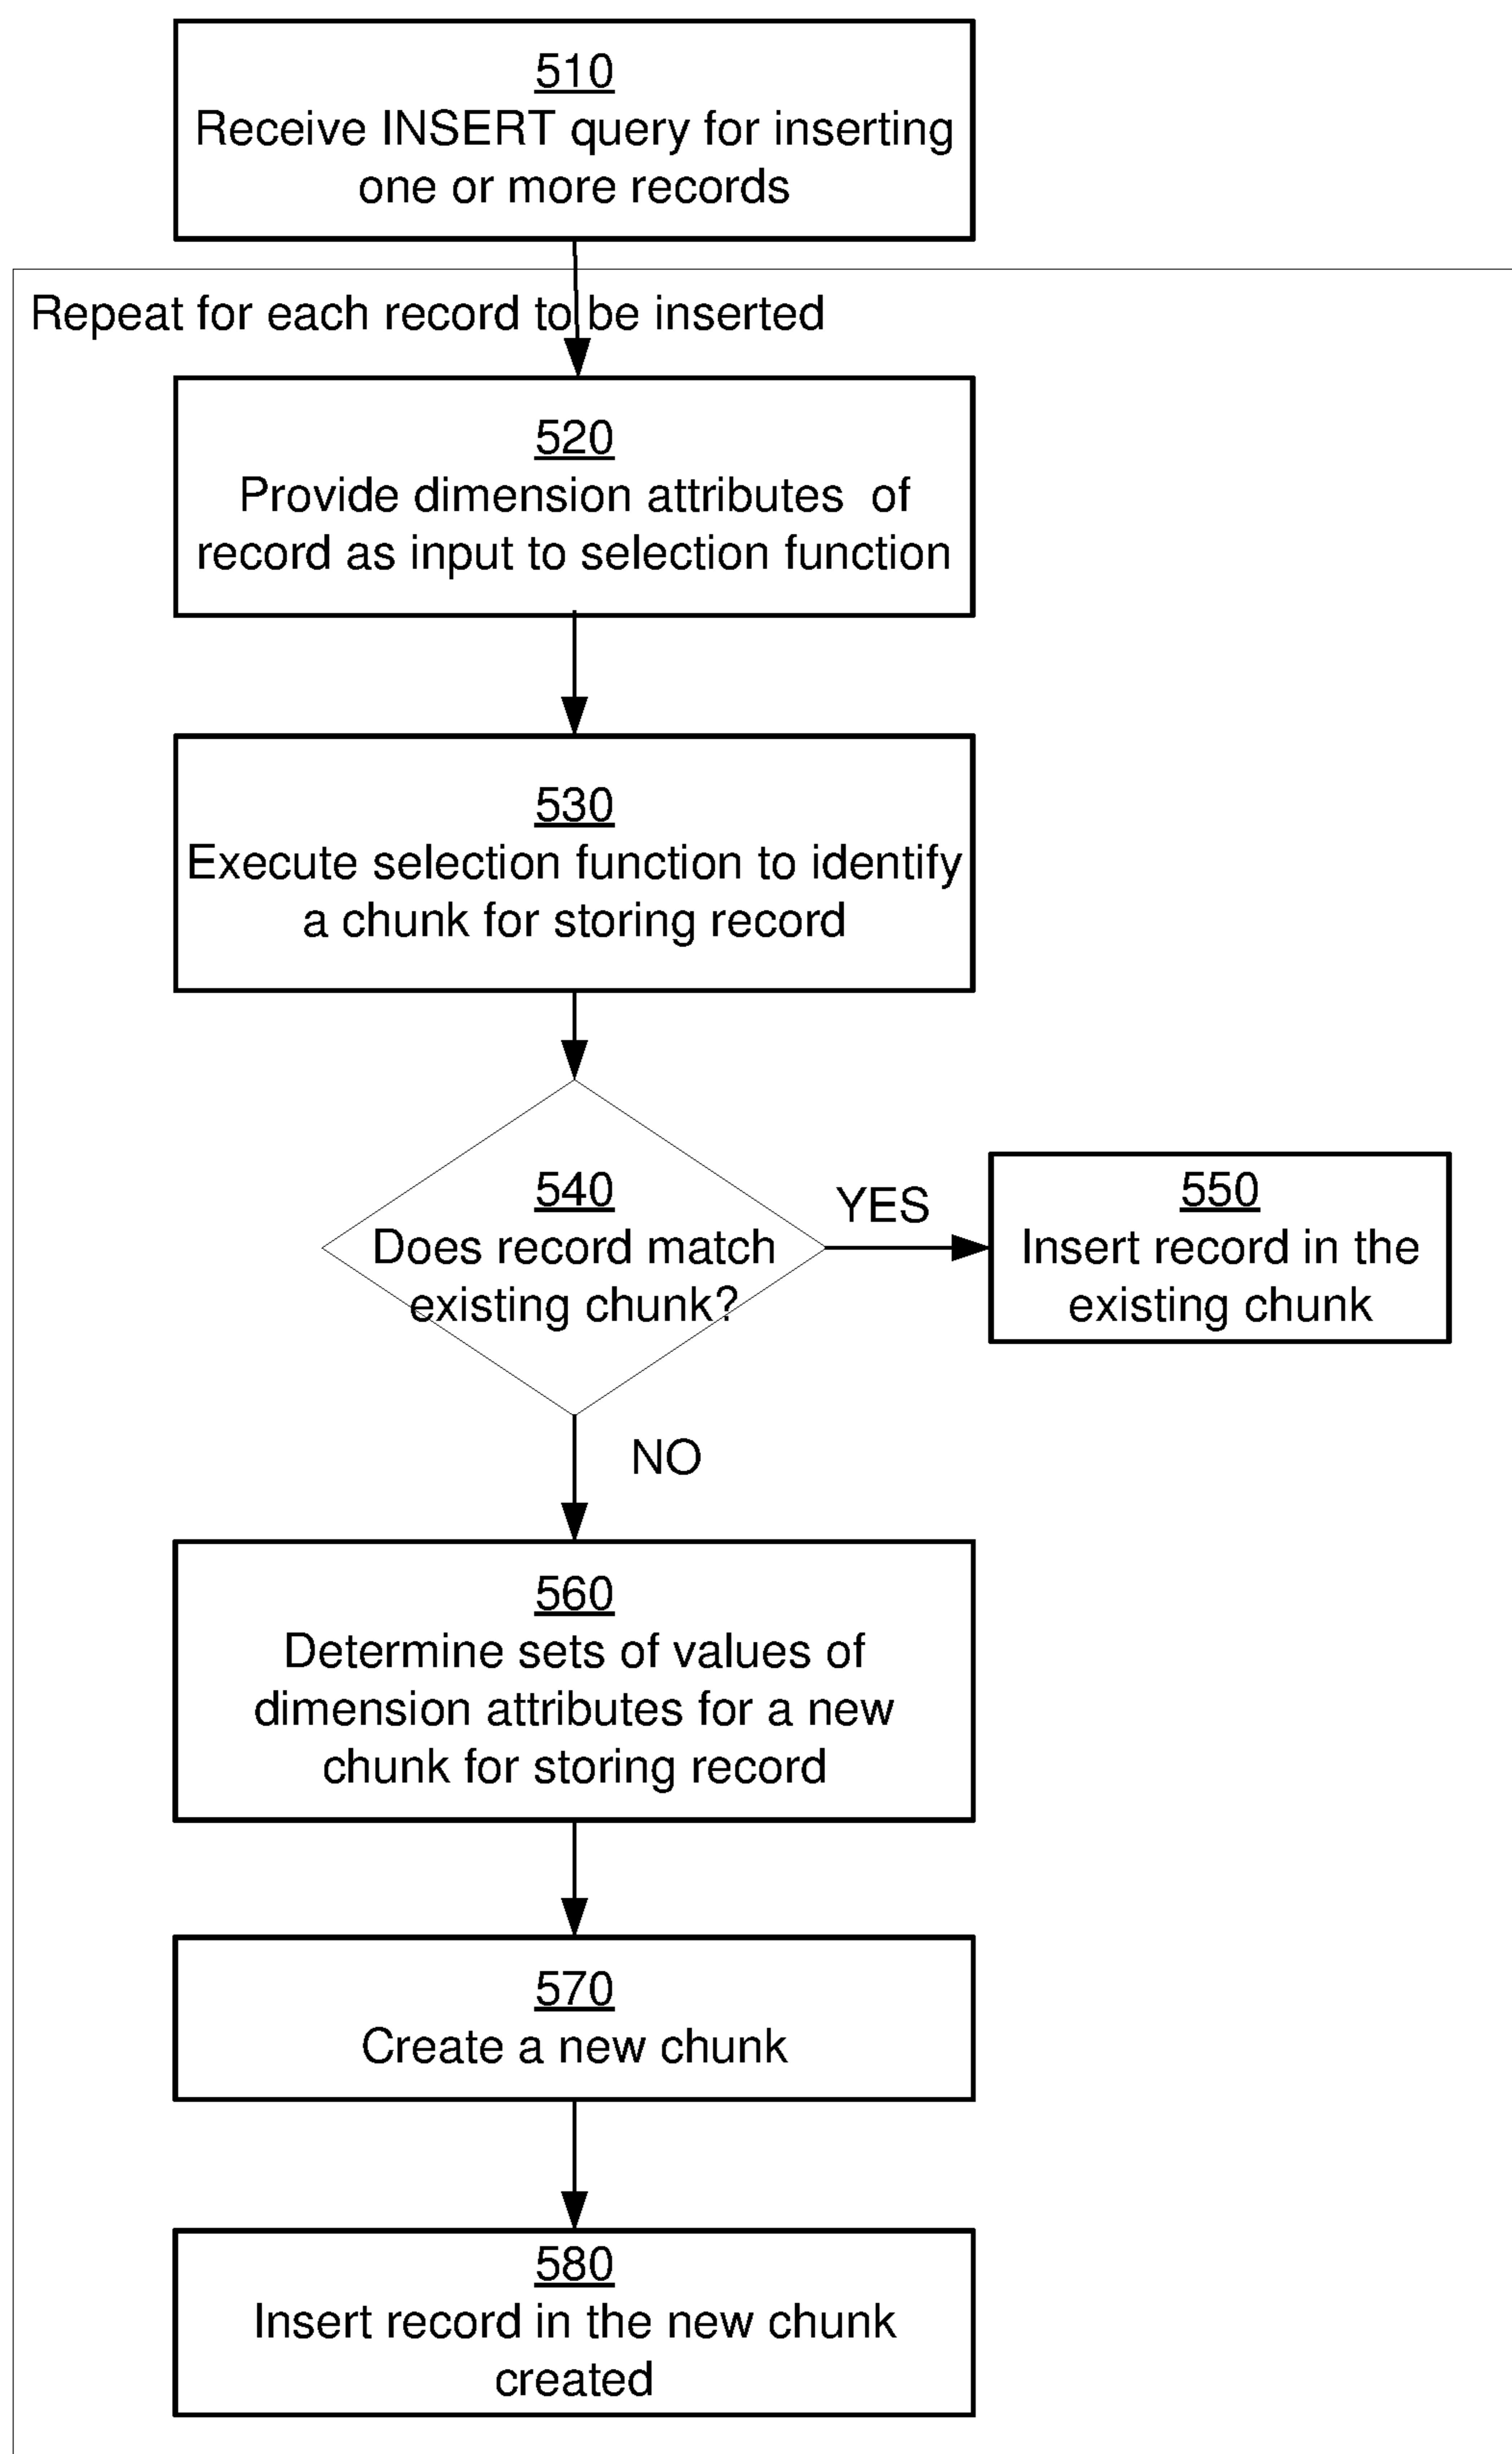 510
Receive INSERT query for inserting
one or more records
Repeat for each record to be inserted
520
Provide dimension attributes of
record as input to selection function
530
Execute selection function to identify
a chunk for storing record
540
Does record match
existing chunk?
YES
550
Insert record in the
existing chunk
NO
560
Determine sets of values of
dimension attributes for a new
chunk for storing record
570
Create a new chunk
580
Insert record in the new chunk
created